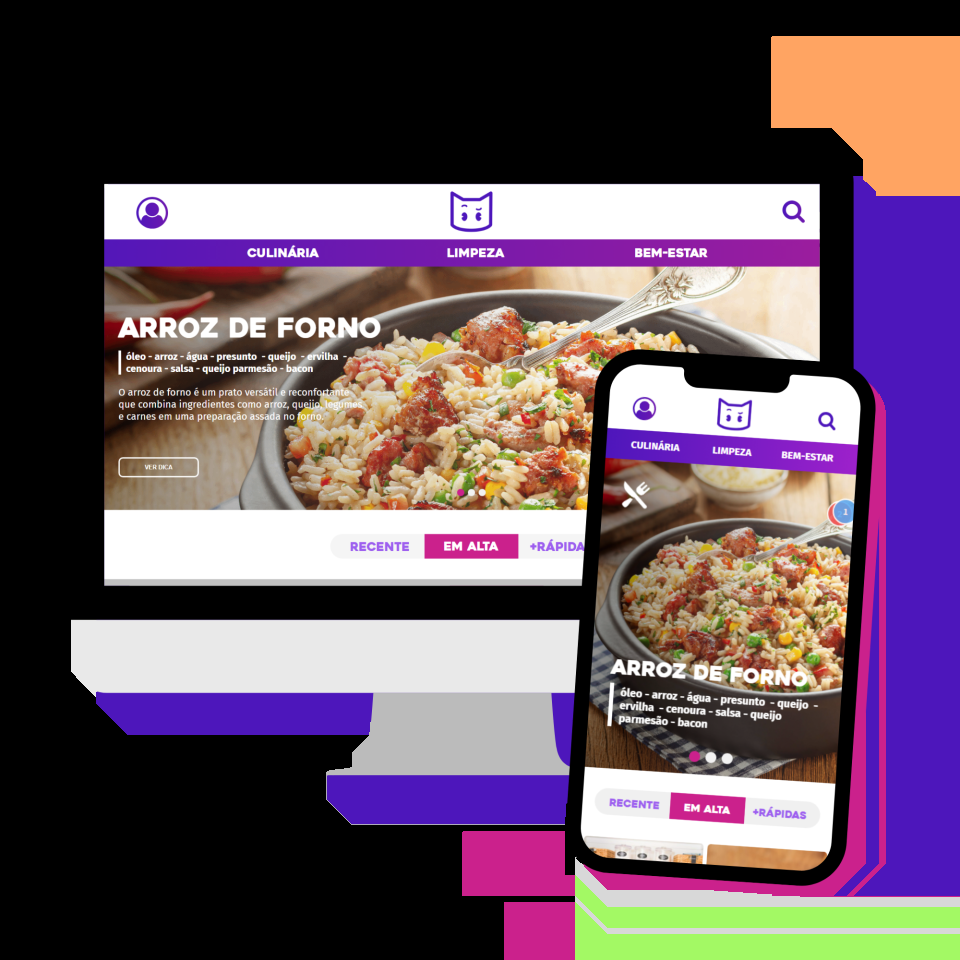 CULINÁRIA LIMPEZA BEM-ESTAR
ARROZ DE FORNO
óleo - arroz - água - presunto - queijo - ervilha -
cenoura - salsa - queijo parmesão - bacon
O arroz de forno é um prato versátil e reconfortante
que combina ingredientes como arroz, queijo, legumes
e carnes em uma preparação assada no forno.
VER DICA
RECENTE EM ALTA +RÁPIDA
CULINÁRIA LIMPEZA BEM-ESTAR
1
ARROZ DE FORNO
óleo - arroz - água - presunto - queijo -
ervilha - cenoura - salsa - queijo
parmesão - bacon
RECENTE EM ALTA +RÁPIDAS